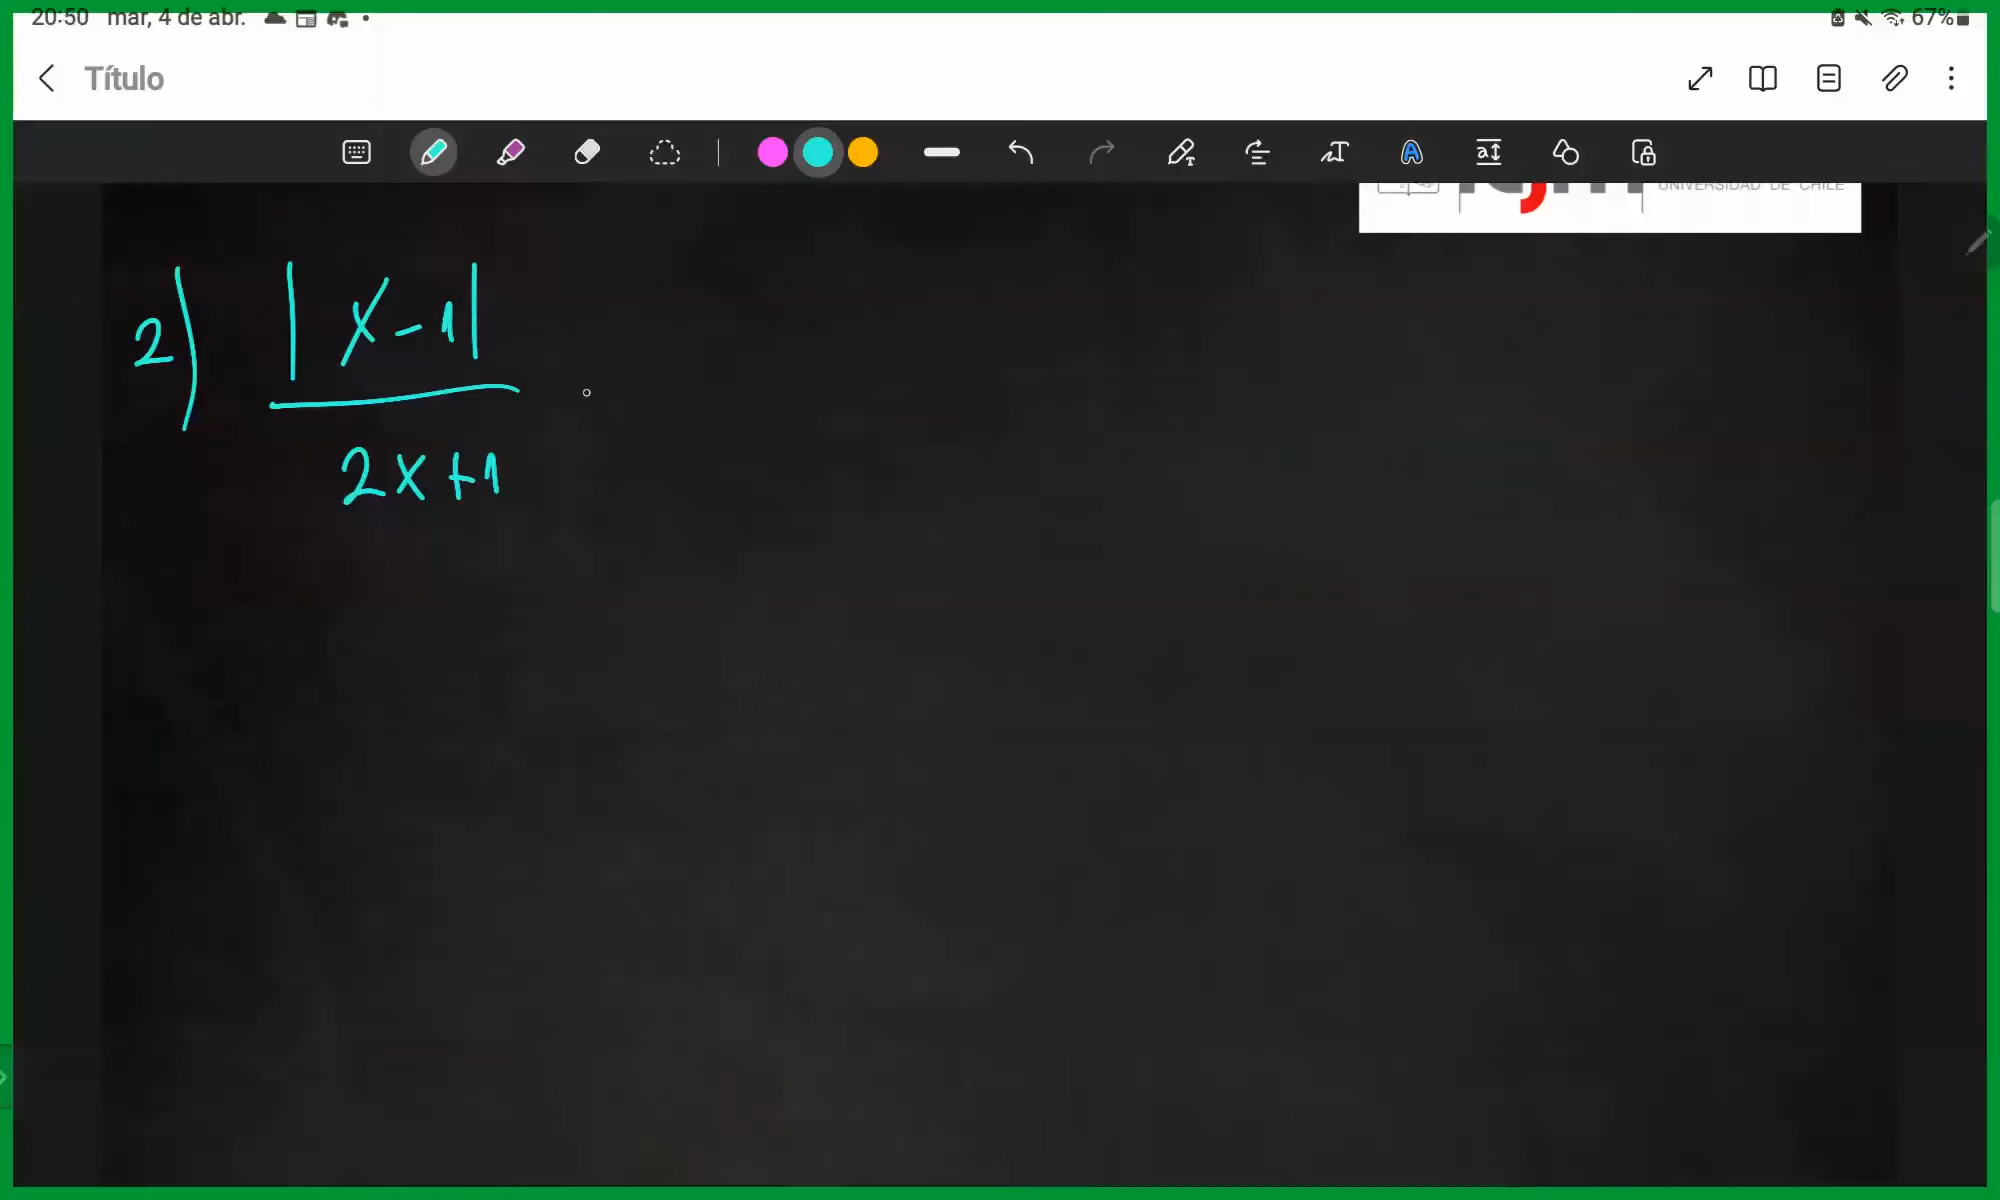 20:50 mar, 4 de abr. 67%
Título
UNIVERSIDAD DE CHILE
2) |x-1|
2x+1